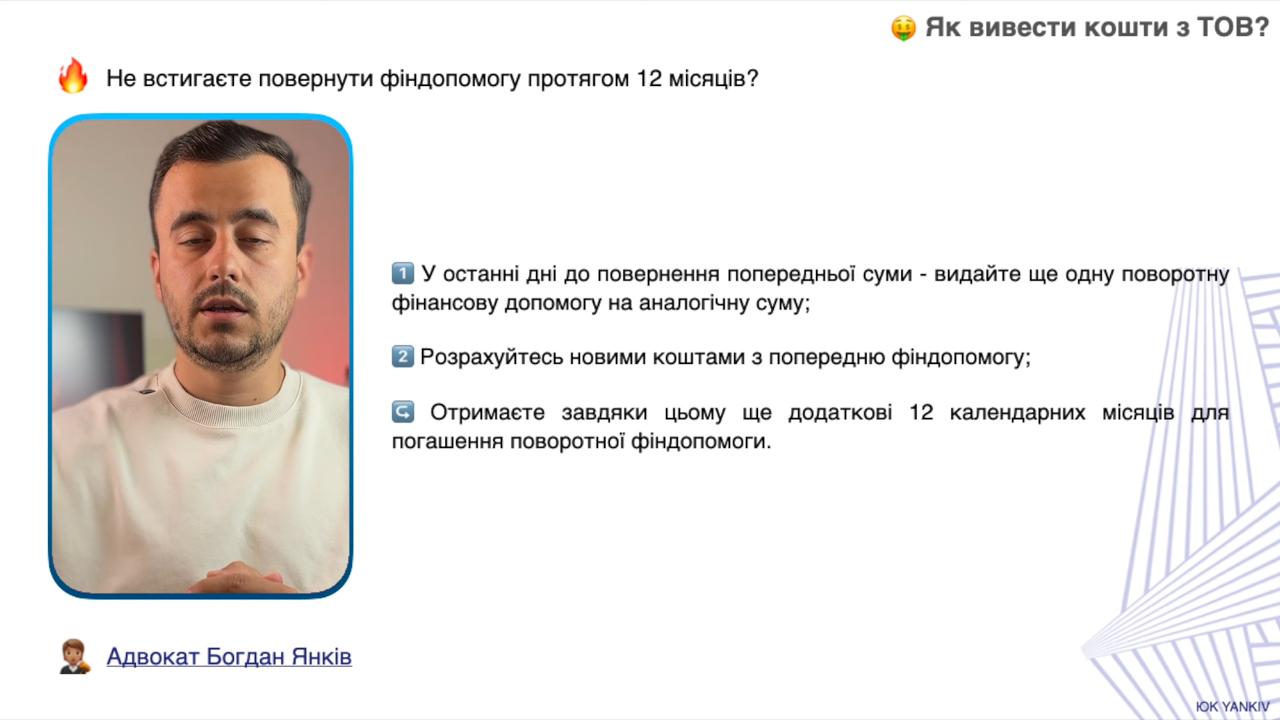 🤑 Як вивести кошти з ТОВ?
🔥 Не встигаєте повернути фіндопомогу протягом 12 місяців?
1️⃣ У останні дні до повернення попередньої суми - видайте ще одну поворотну
фінансову допомогу на аналогічну суму;
2️⃣ Розрахуйтесь новими коштами з попередню фіндопомогу;
↪️ Отримаєте завдяки цьому ще додаткові 12 календарних місяців для
погашення поворотної фіндопомоги.
Адвокат Богдан Янків
ЮК YANKIV